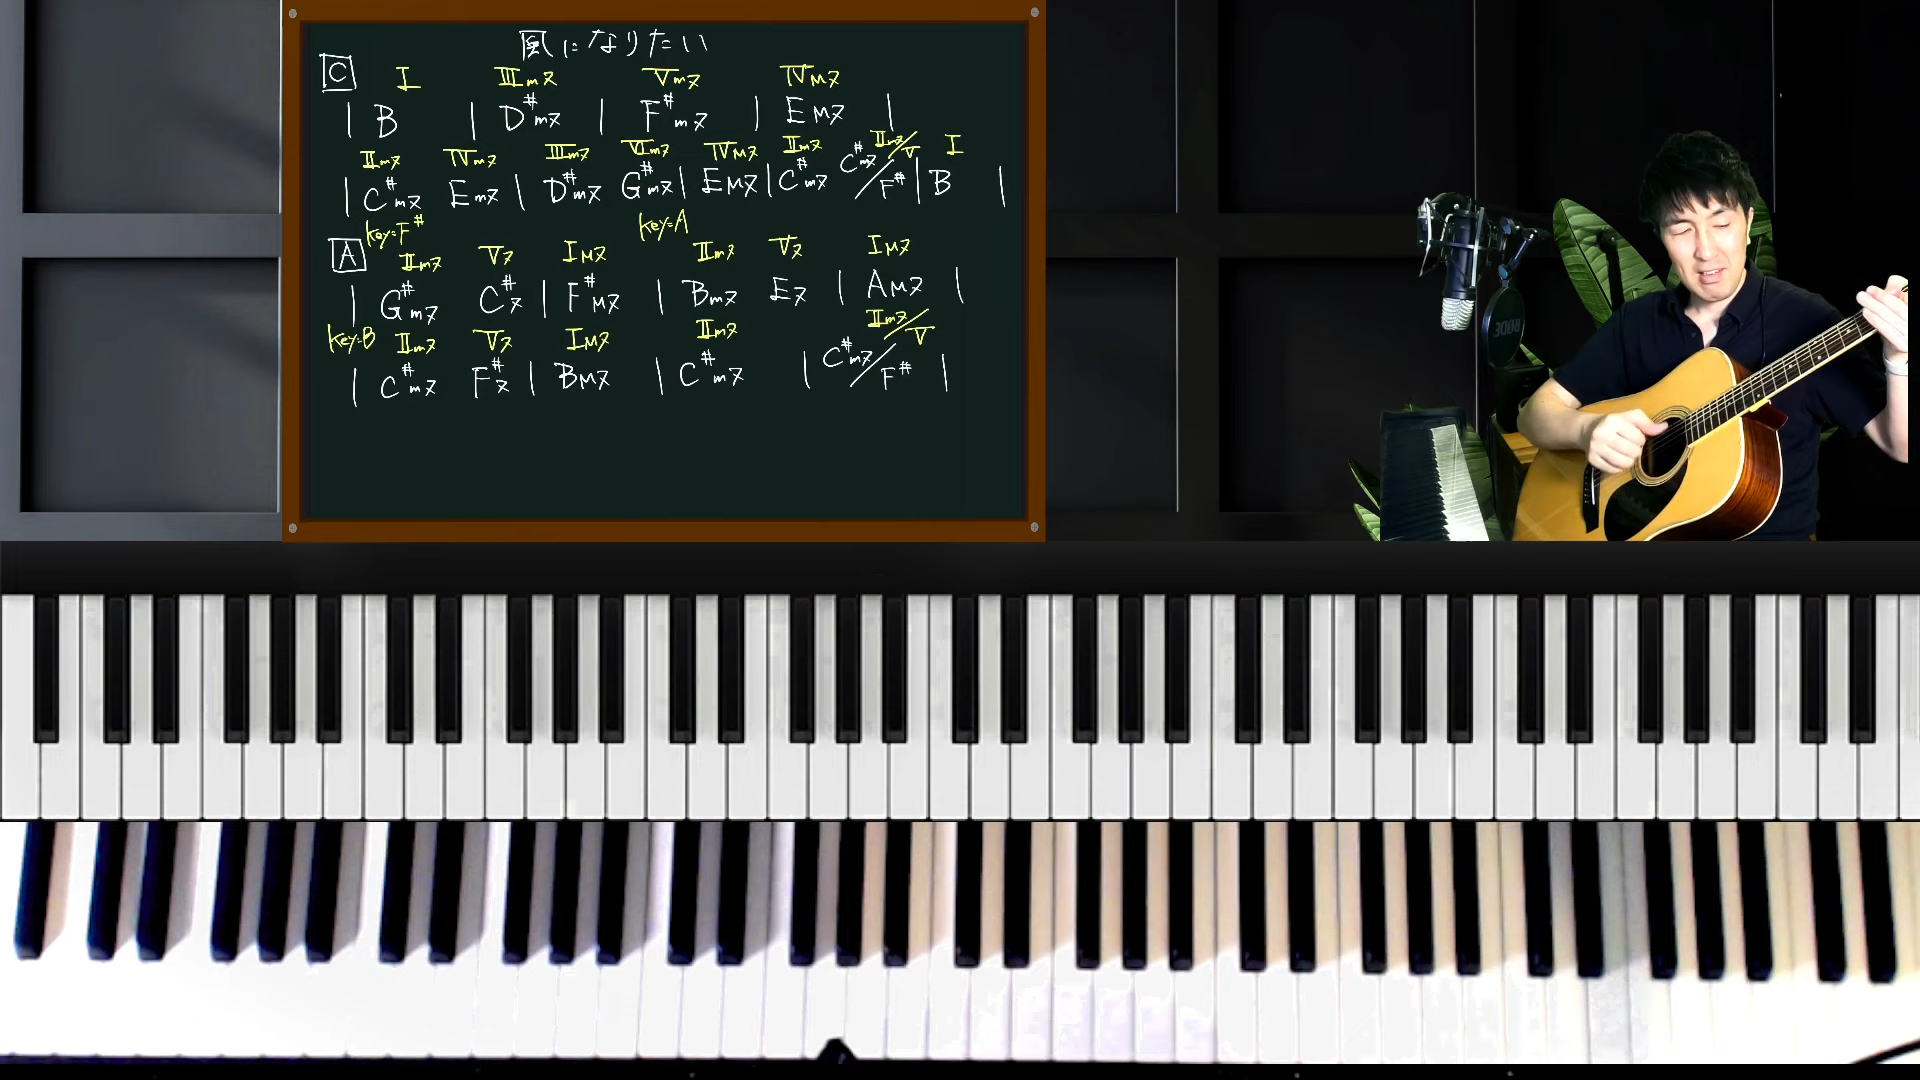 風になりたい
C I IIIm7 Vm7 IVM7
| B | D#m7 | F#m7 | EM7 |
IIm7 IVm7 IIIm7 VIm7 IVM7 IIm7 IIm7/V I
| C#m7 Em7 | D#m7 G#m7 | EM7 | C#m7 C#m7/F# | B |
key=F# key=A
A IIm7 V7 IM7 IIm7 V7 IM7
| G#m7 C#7 | F#M7 | Bm7 E7 | AM7 |
key=B IIm7 V7 IM7 IIm7 IIm7/V
| C#m7 F#7 | BM7 | C#m7 | C#m7/F# |
RODE